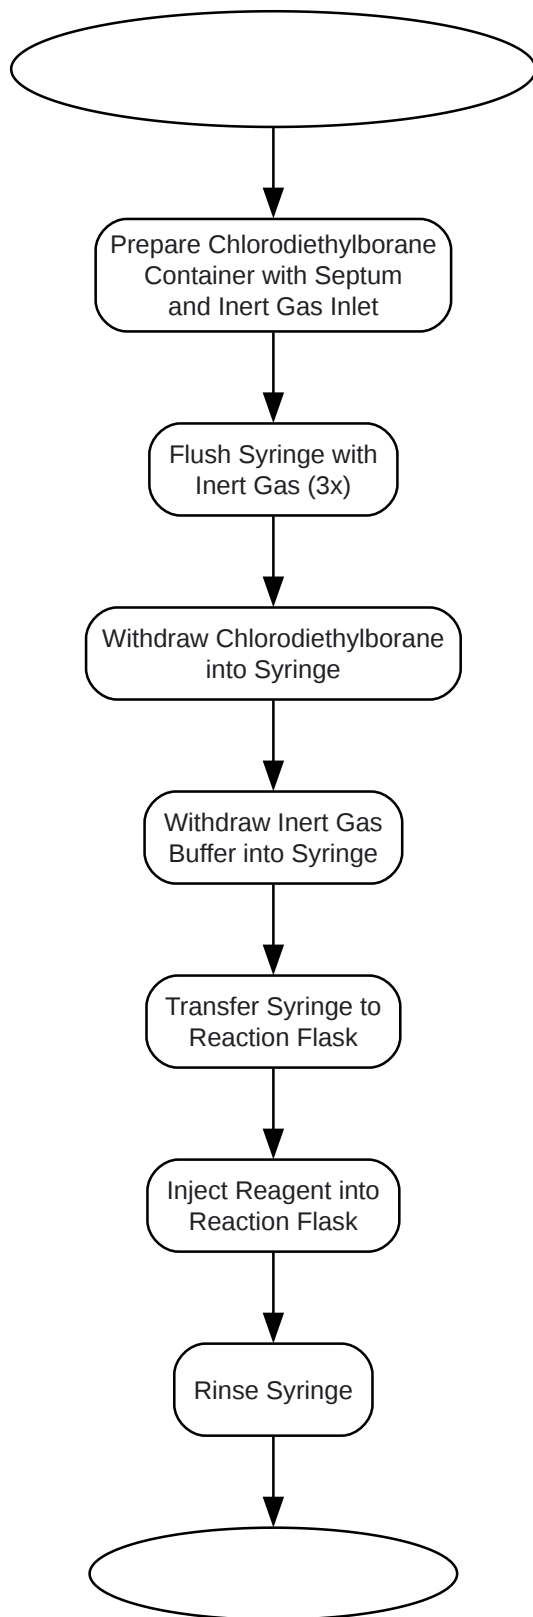 Prepare Chlorodiethylborane
Container with Septum
and Inert Gas Inlet
Flush Syringe with
Inert Gas (3x)
Withdraw Chlorodiethylborane
into Syringe
Withdraw Inert Gas
Buffer into Syringe
Transfer Syringe to
Reaction Flask
Inject Reagent into
Reaction Flask
Rinse Syringe